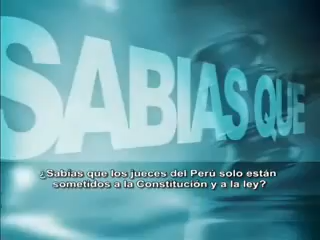 SABIAS QUE
¿Sabías que los jueces del Perú solo están
sometidos a la Constitución y a la ley?